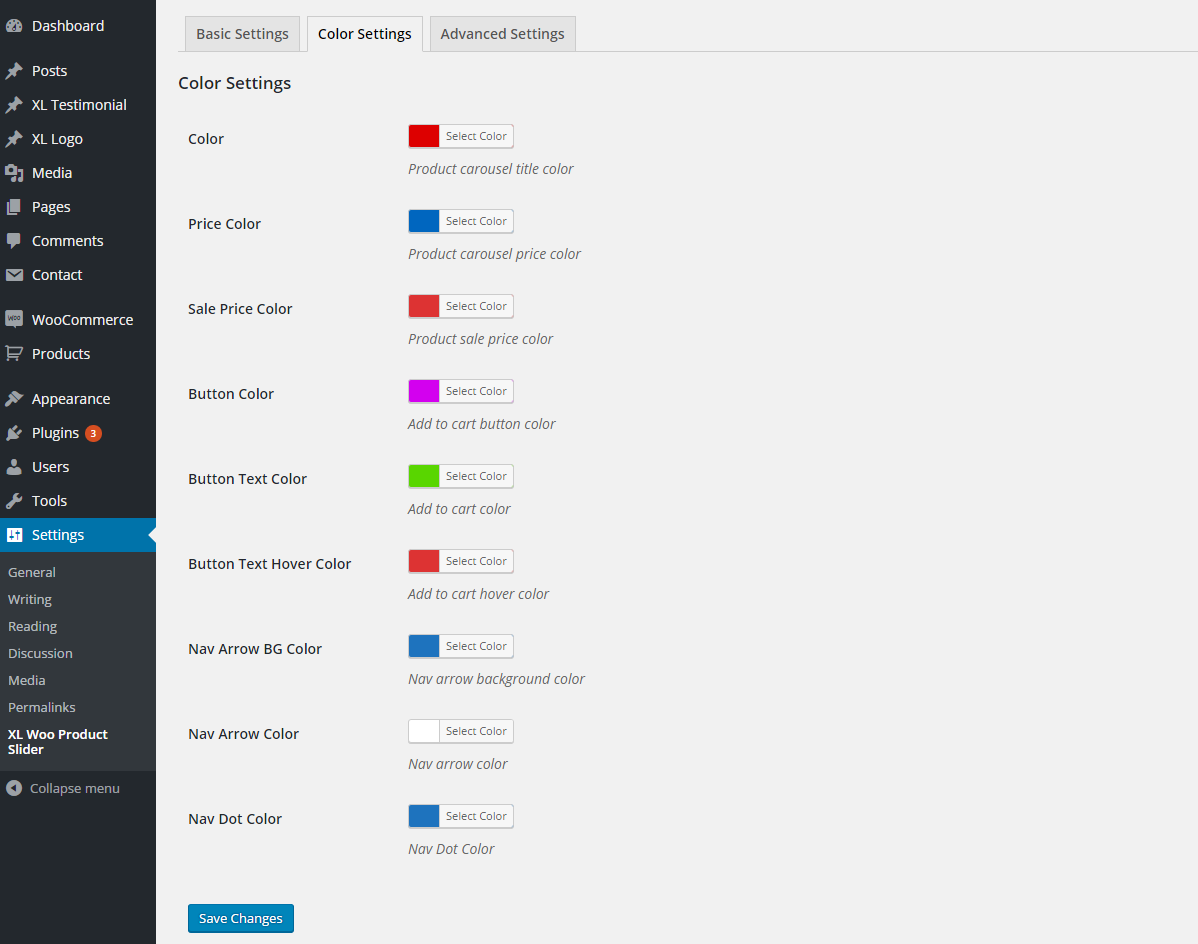 Dashboard
Posts
XL Testimonial
XL Logo
Media
Pages
Comments
Contact
WOO
WooCommerce
Products
Appearance
Plugins 3
Users
Tools
Settings
General
Writing
Reading
Discussion
Media
Permalinks
XL Woo Product
Slider
Collapse menu
Basic Settings
Color Settings
Advanced Settings
Color Settings
Color
Select Color
Product carousel title color
Price Color
Select Color
Product carousel price color
Sale Price Color
Select Color
Product sale price color
Button Color
Select Color
Add to cart button color
Button Text Color
Select Color
Add to cart color
Button Text Hover Color
Select Color
Add to cart hover color
Nav Arrow BG Color
Select Color
Nav arrow background color
Nav Arrow Color
Select Color
Nav arrow color
Nav Dot Color
Select Color
Nav Dot Color
Save Changes